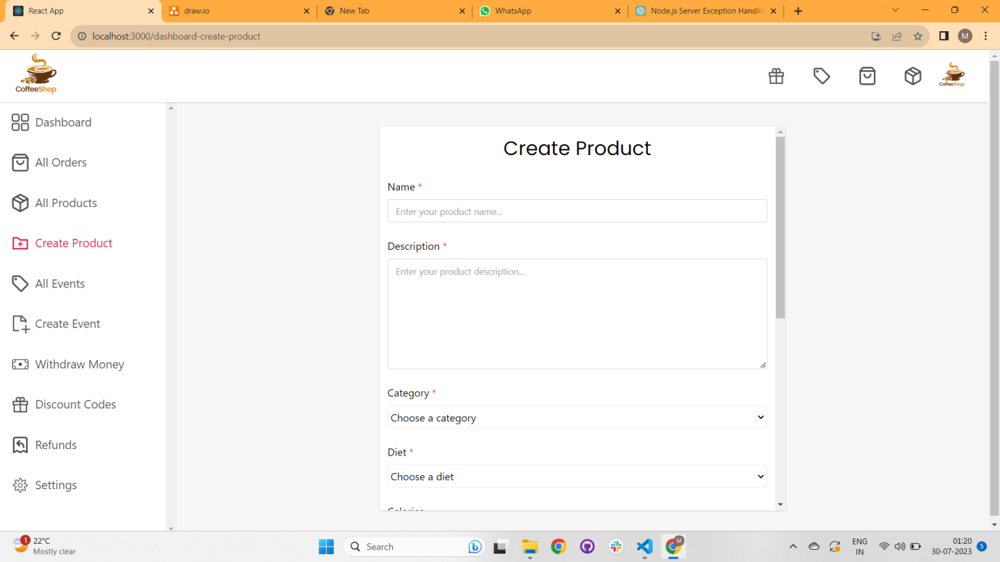 React App
draw.io
New Tab
WhatsApp
Node.js Server Exception Handlin
localhost:3000/dashboard-create-product
M
CoffeeShop
CoffeeShop
Dashboard
All Orders
All Products
Create Product
All Events
Create Event
Withdraw Money
Discount Codes
Refunds
Settings
Create Product
Name *
Enter your product name...
Description *
Enter your product description...
Category *
Choose a category
Diet *
Choose a diet
Calories
1
22°C
Mostly clear
Search
M
ENG
IN
01:20
30-07-2023
5